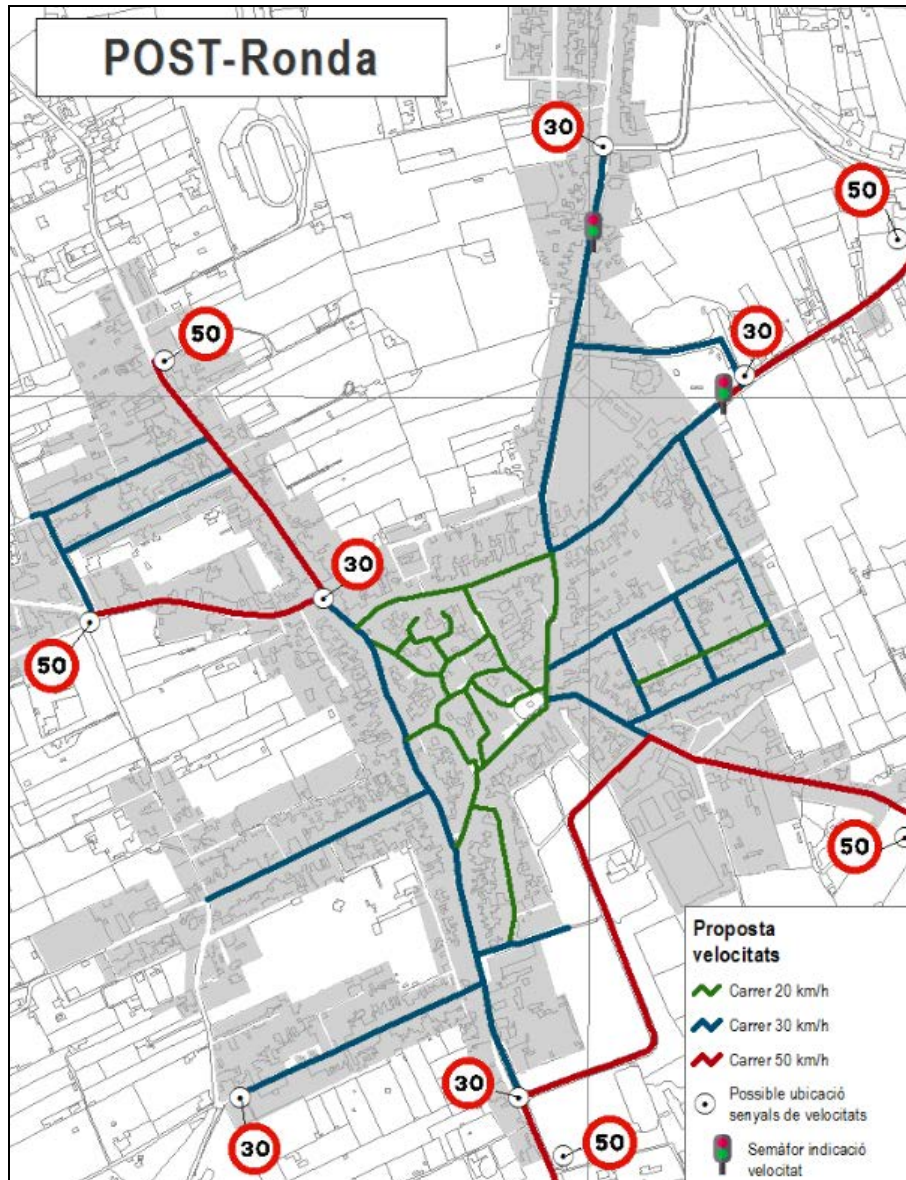 POST-Ronda
30
50
30
50
30
50
50
30
30
50
Proposta
velocitats
Carrer 20 km/h
Carrer 30 km/h
Carrer 50 km/h
Possible ubicació
senyals de velocitats
Semàfor indicació
velocitat